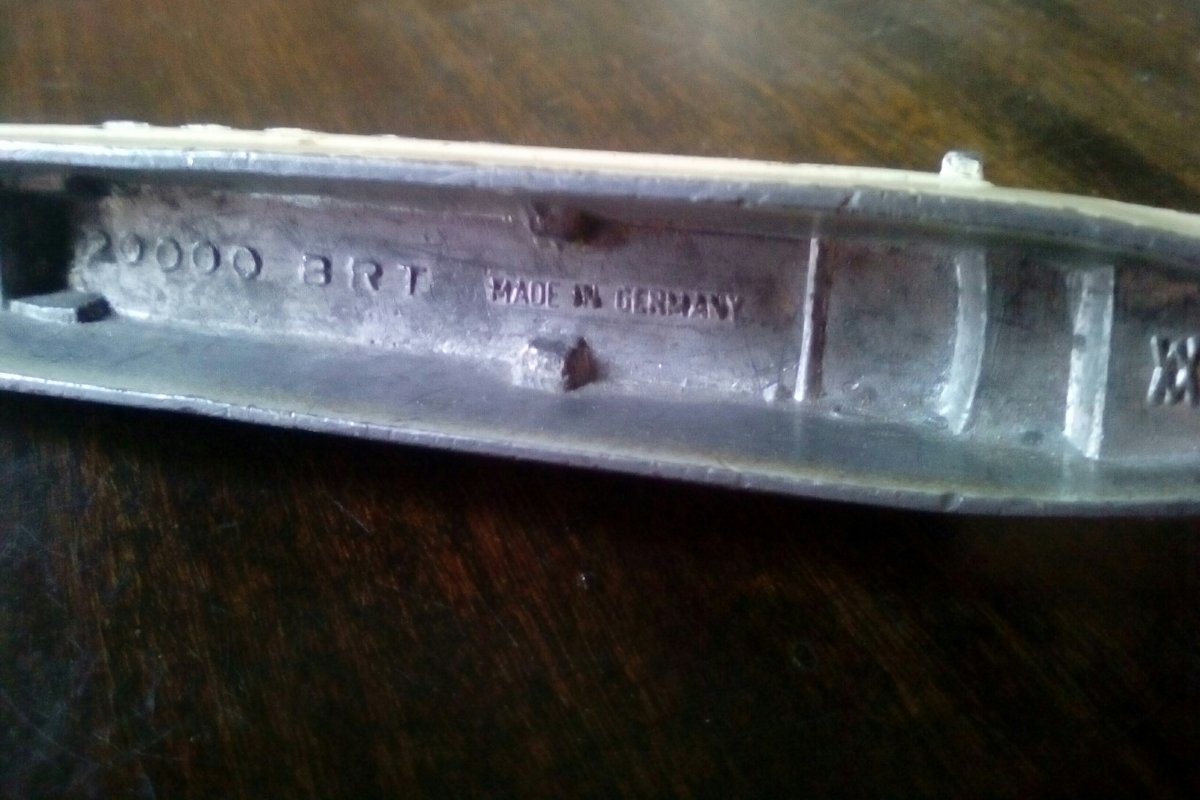 20000 BRT MADE IN GERMANY